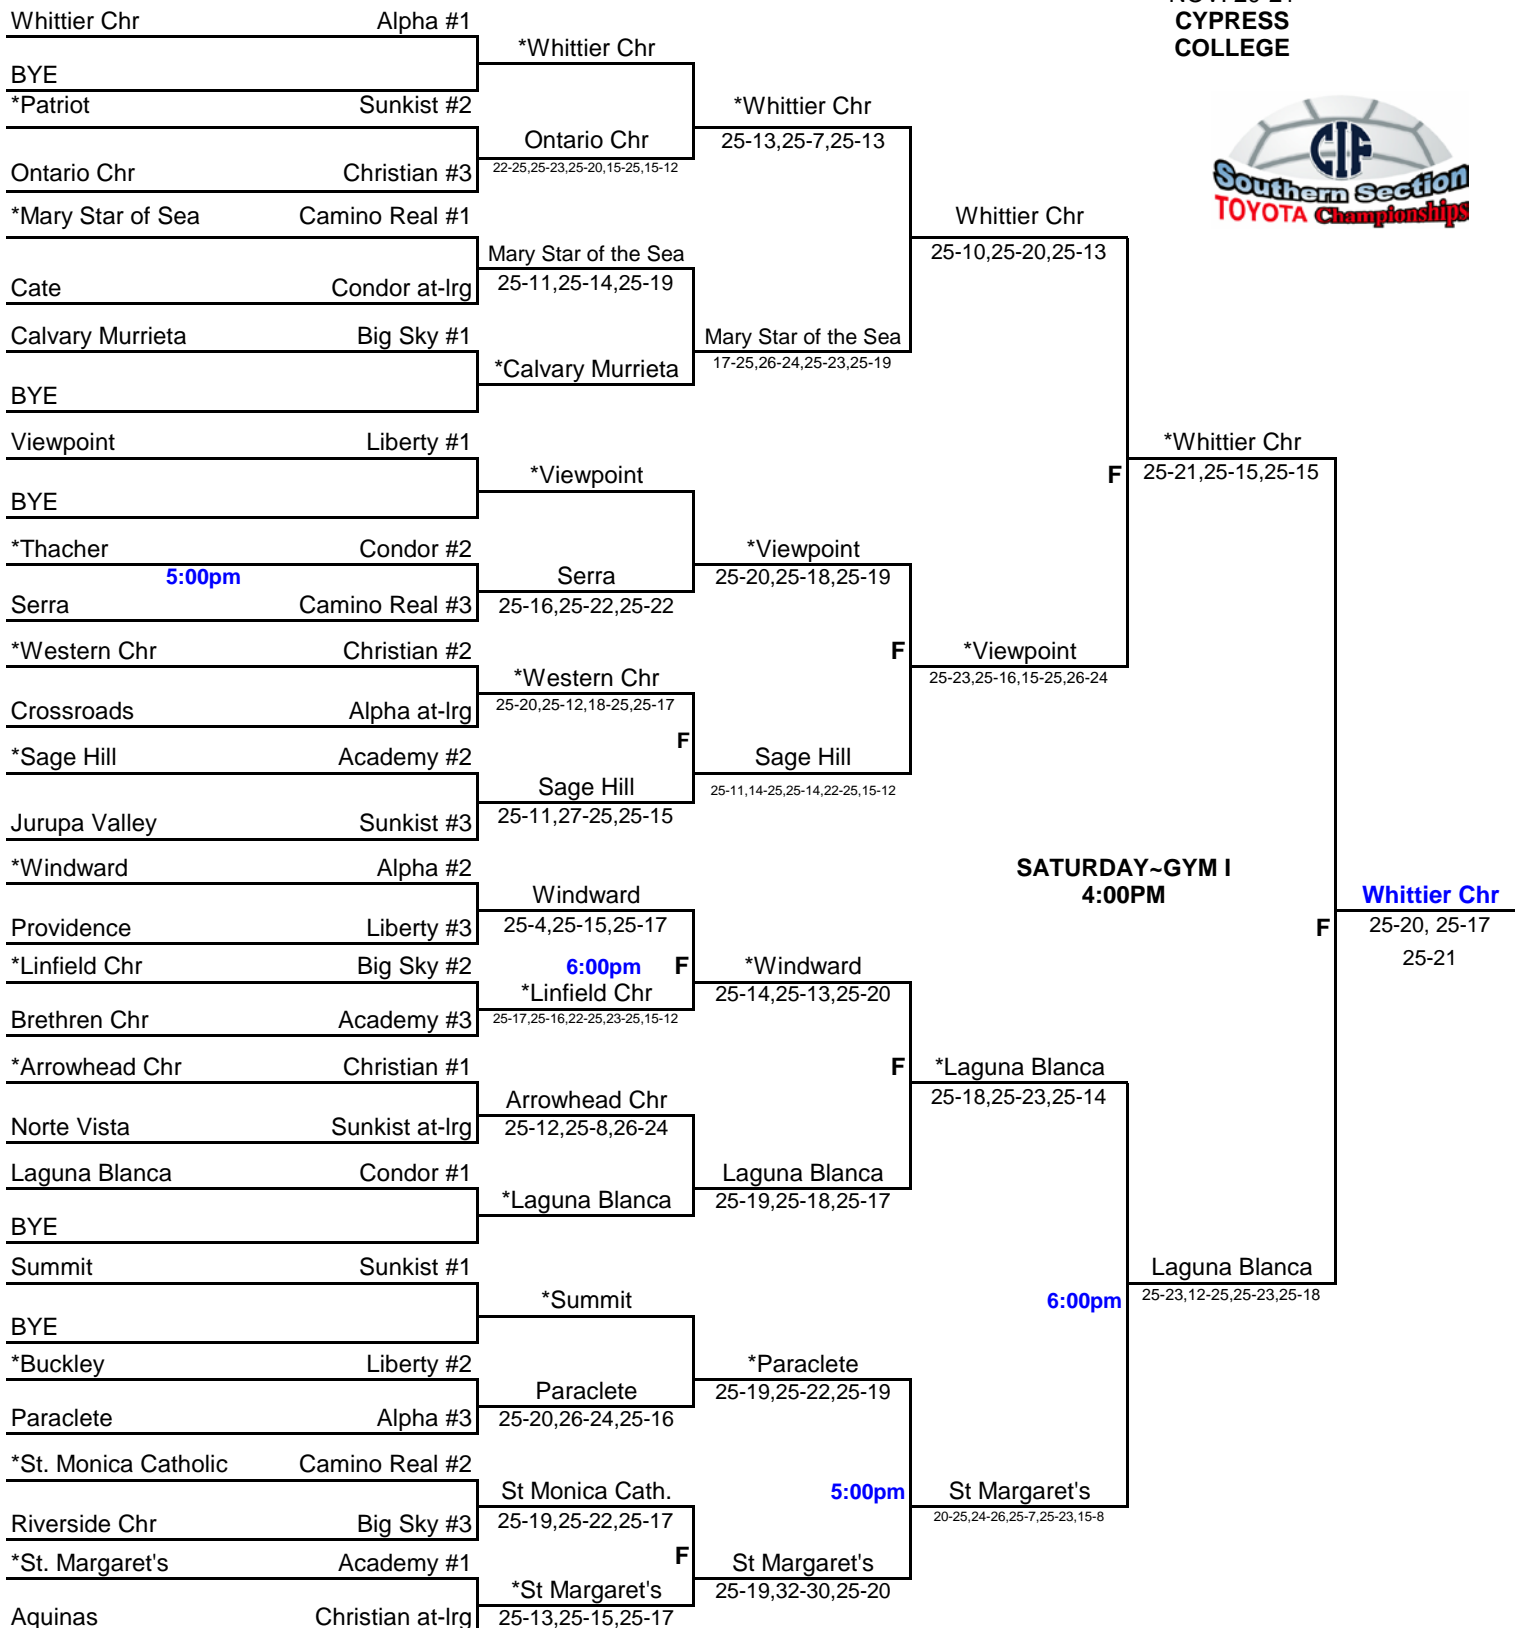 CYPRESS
COLLEGE
CIF
Southern Section
TOYOTA Championships
Whittier Chr Alpha #1
BYE
*Patriot Sunkist #2
Ontario Chr Christian #3
*Mary Star of Sea Camino Real #1
Cate Condor at-lrg
Calvary Murrieta Big Sky #1
BYE
Viewpoint Liberty #1
BYE
*Thacher Condor #2
5:00pm
Serra Camino Real #3
*Western Chr Christian #2
Crossroads Alpha at-lrg
*Sage Hill Academy #2
Jurupa Valley Sunkist #3
*Windward Alpha #2
Providence Liberty #3
*Linfield Chr Big Sky #2
Brethren Chr Academy #3
*Arrowhead Chr Christian #1
Norte Vista Sunkist at-lrg
Laguna Blanca Condor #1
BYE
Summit Sunkist #1
BYE
*Buckley Liberty #2
Paraclete Alpha #3
*St. Monica Catholic Camino Real #2
Riverside Chr Big Sky #3
*St. Margaret's Academy #1
Aquinas Christian at-lrg
*Whittier Chr
Ontario Chr
22-25,25-23,25-20,15-25,15-12
Mary Star of the Sea
25-11,25-14,25-19
*Calvary Murrieta
*Viewpoint
Serra
25-16,25-22,25-22
*Western Chr
25-20,25-12,18-25,25-17
F
Sage Hill
25-11,27-25,25-15
Windward
25-4,25-15,25-17
6:00pm F
*Linfield Chr
25-17,25-16,22-25,23-25,15-12
Arrowhead Chr
25-12,25-8,26-24
*Laguna Blanca
*Summit
Paraclete
25-20,26-24,25-16
St Monica Cath.
25-19,25-22,25-17
F
*St Margaret's
25-13,25-15,25-17
*Whittier Chr
25-13,25-7,25-13
Mary Star of the Sea
17-25,26-24,25-23,25-19
*Viewpoint
25-20,25-18,25-19
F
Sage Hill
25-11,14-25,25-14,22-25,15-12
*Windward
25-14,25-13,25-20
F
Laguna Blanca
25-19,25-18,25-17
*Paraclete
25-19,25-22,25-19
5:00pm
St Margaret's
25-19,32-30,25-20
Whittier Chr
25-10,25-20,25-13
F
*Viewpoint
25-23,25-16,15-25,26-24
SATURDAY~GYM I
4:00PM
*Laguna Blanca
25-18,25-23,25-14
6:00pm
St Margaret's
20-25,24-26,25-7,25-23,15-8
*Whittier Chr
25-21,25-15,25-15
F
Laguna Blanca
25-23,12-25,25-23,25-18
Whittier Chr
25-20, 25-17
25-21